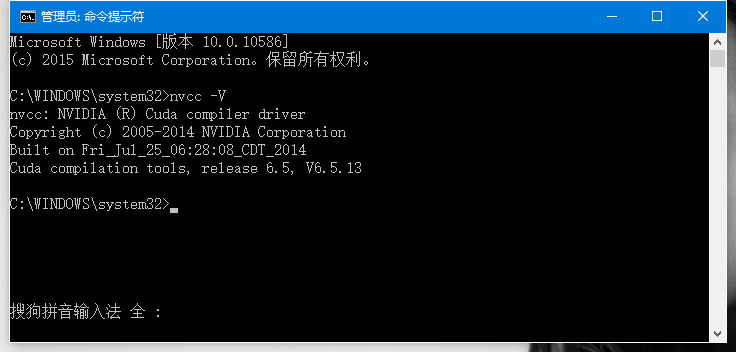 管理员: 命令提示符
Microsoft Windows [版本 10.0.10586]
(c) 2015 Microsoft Corporation。保留所有权利。
C:\WINDOWS\system32>nvcc -V
nvcc: NVIDIA (R) Cuda compiler driver
Copyright (c) 2005-2014 NVIDIA Corporation
Built on Fri_Jul_25_06:28:08_CDT_2014
Cuda compilation tools, release 6.5, V6.5.13
C:\WINDOWS\system32>
搜狗拼音输入法 全 :